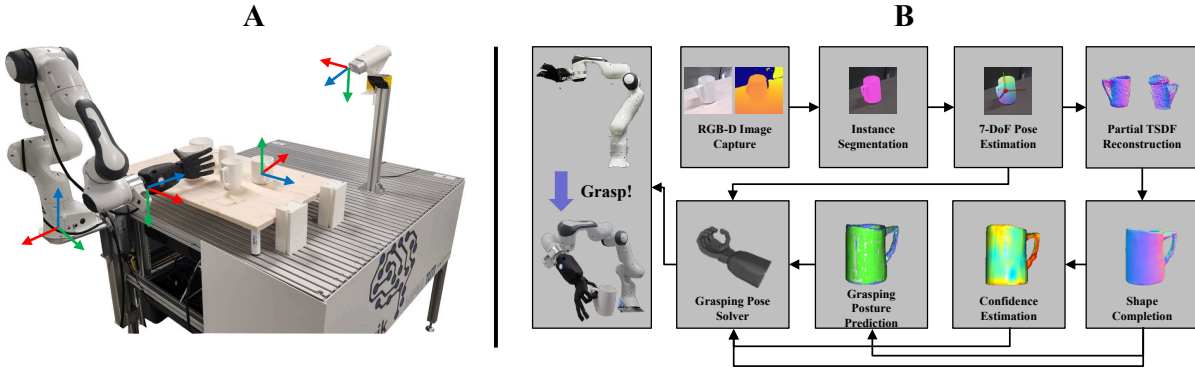 A
B
RGB-D Image
Capture
Instance
Segmentation
7-DoF Pose
Estimation
Partial TSDF
Reconstruction
Grasp!
Grasping Pose
Solver
Grasping
Posture
Prediction
Confidence
Estimation
Shape
Completion